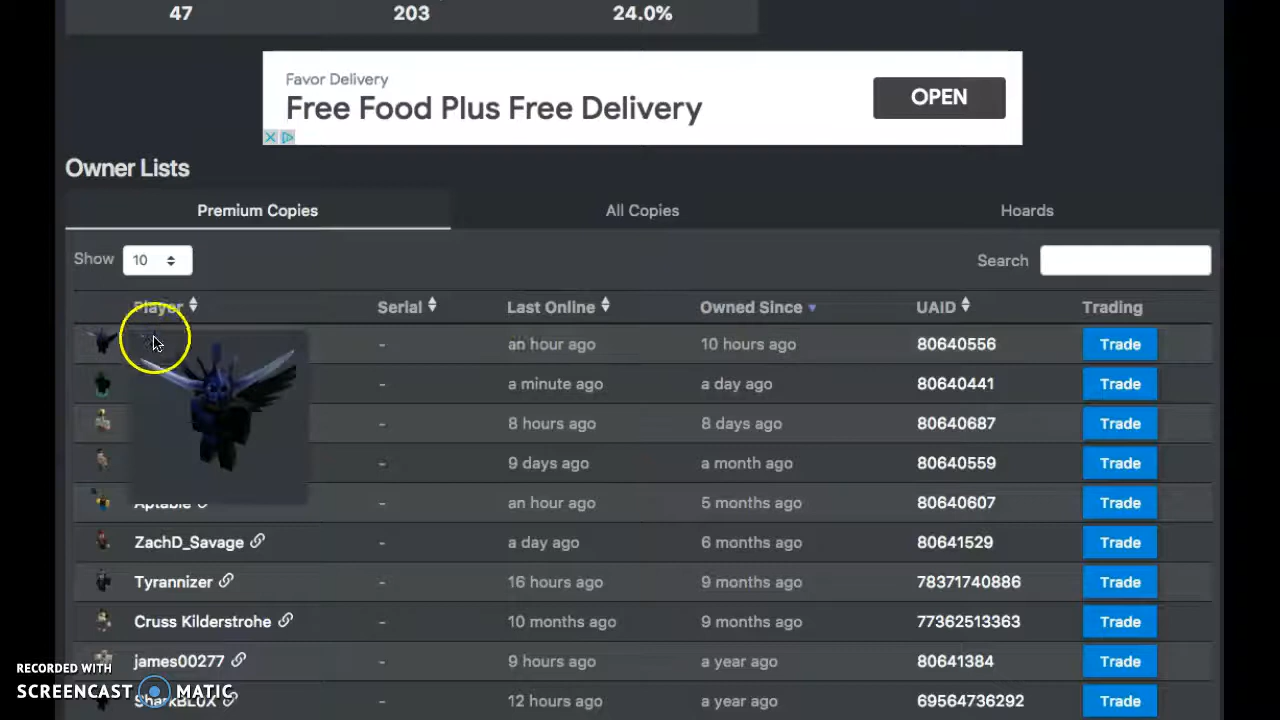 47 203 24.0%
Favor Delivery
Free Food Plus Free Delivery
OPEN
Owner Lists
Premium Copies All Copies Hoards
Show 10 Search
Player Serial Last Online Owned Since UAID Trading
- an hour ago 10 hours ago 80640556 Trade
- a minute ago a day ago 80640441 Trade
- 8 hours ago 8 days ago 80640687 Trade
- 9 days ago a month ago 80640559 Trade
Aptable - an hour ago 5 months ago 80640607 Trade
ZachD_Savage - a day ago 6 months ago 80641529 Trade
Tyrannizer - 16 hours ago 9 months ago 78371740886 Trade
Cruss Kilderstrohe - 10 months ago 9 months ago 77362513363 Trade
james00277 - 9 hours ago a year ago 80641384 Trade
SharkBLOX - 12 hours ago a year ago 69564736292 Trade
RECORDED WITH
SCREENCAST MATIC